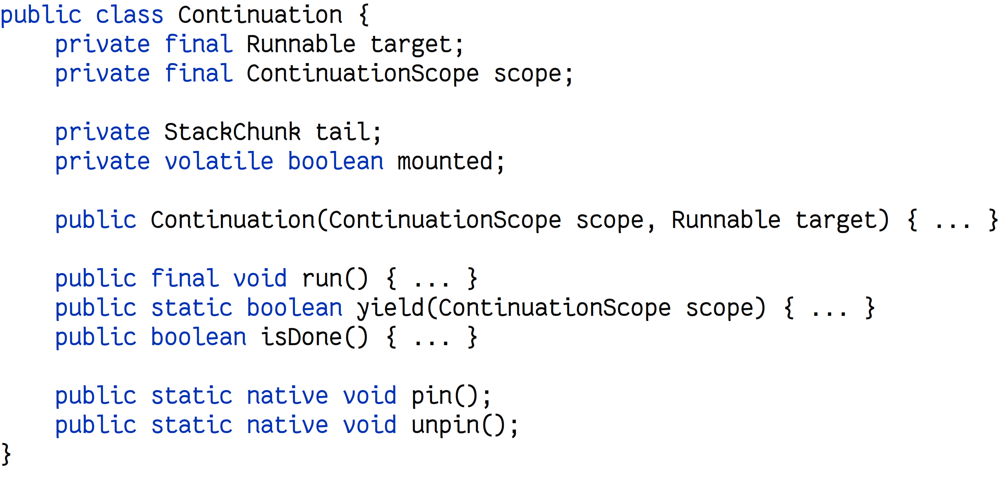 public class Continuation {
    private final Runnable target;
    private final ContinuationScope scope;

    private StackChunk tail;
    private volatile boolean mounted;

    public Continuation(ContinuationScope scope, Runnable target) { ... }

    public final void run() { ... }
    public static boolean yield(ContinuationScope scope) { ... }
    public boolean isDone() { ... }

    public static native void pin();
    public static native void unpin();
}